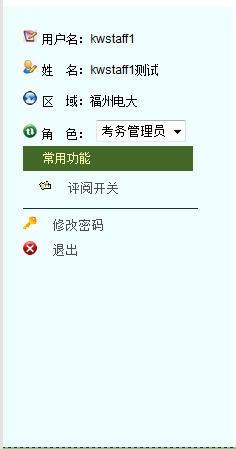 用户名：kwstaff1
姓　名：kwstaff1测试
区　域：福州电大
角　色：考务管理员
常用功能
评阅开关
修改密码
退出